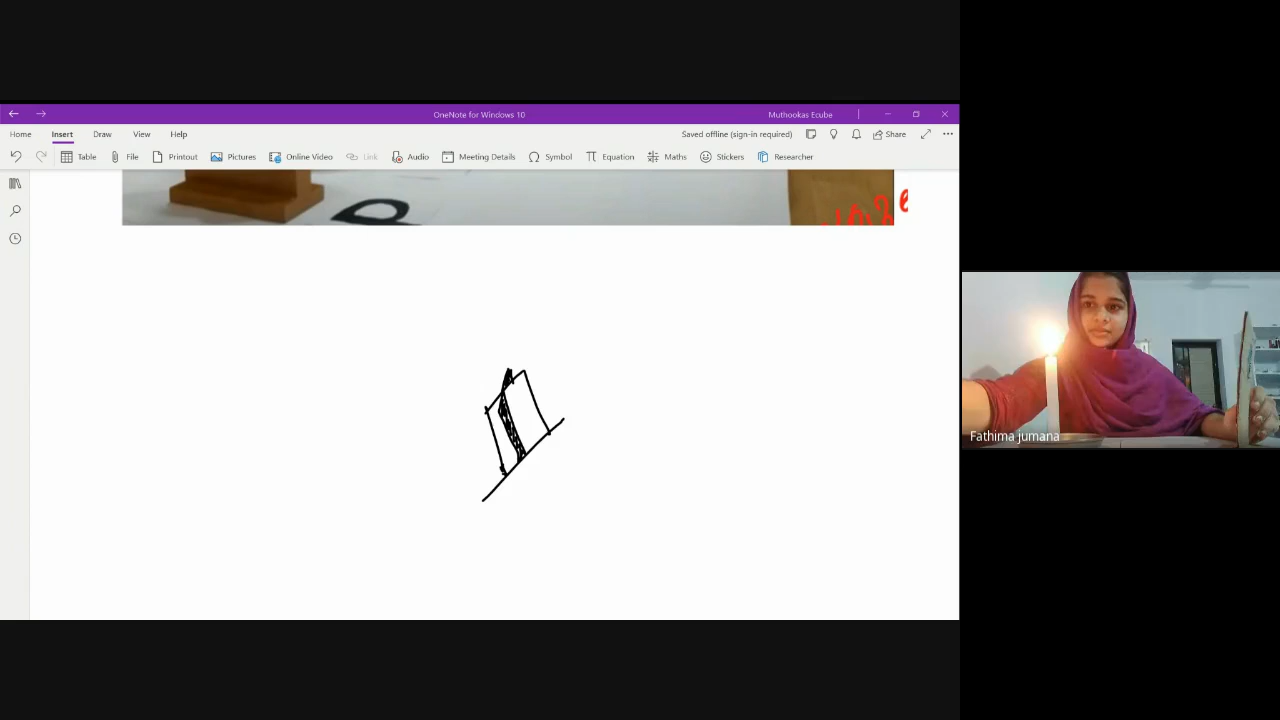 OneNote for Windows 10
Muthookas Ecube
Home Insert Draw View Help
Saved offline (sign-in required)
Share
Table File Printout Pictures Online Video Link Audio Meeting Details Symbol Equation Maths Stickers Researcher
Fathima jumana